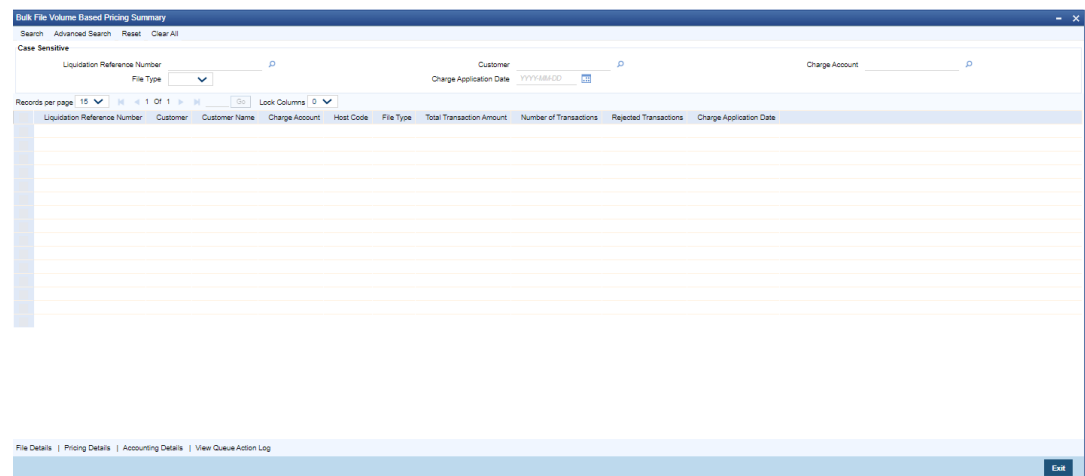 Bulk File Volume Based Pricing Summary
Search Advanced Search Reset Clear All
Case Sensitive
Liquidation Reference Number Customer Charge Account
File Type Charge Application Date YYYY-MM-DD
Records per page 15 1 Of 1 Go Lock Columns 0
Liquidation Reference Number Customer Customer Name Charge Account Host Code File Type Total Transaction Amount Number of Transactions Rejected Transactions Charge Application Date
File Details | Pricing Details | Accounting Details | View Queue Action Log
Exit